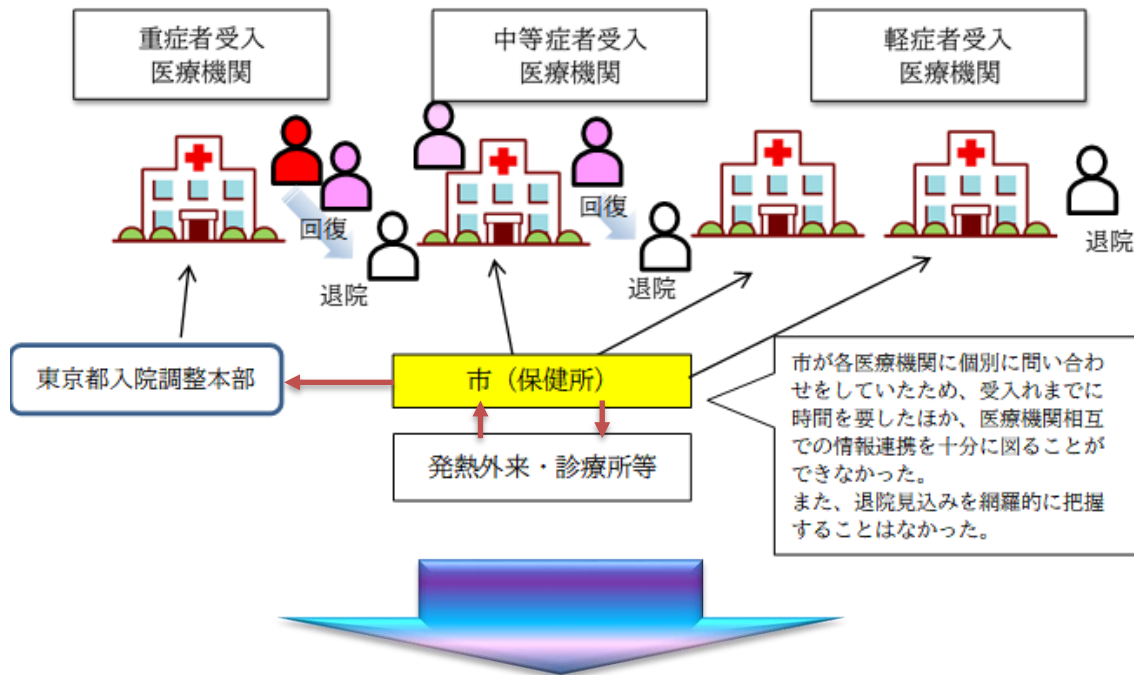 重症者受入
医療機関
中等症者受入
医療機関
軽症者受入
医療機関
回復
退院
回復
退院
退院
東京都入院調整本部
市（保健所）
発熱外来・診療所等
市が各医療機関に個別に問い合わ
せをしていたため、受入れまでに
時間を要したほか、医療機関相互
での情報連携を十分に図ることが
できなかった。
また、退院見込みを網羅的に把握
することはなかった。